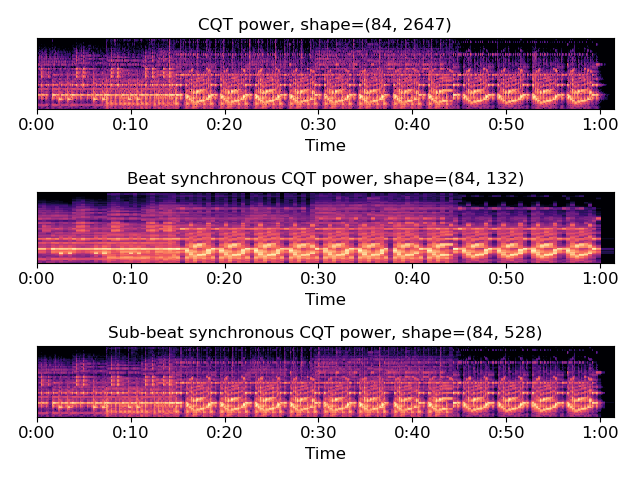 CQT power, shape=(84, 2647)
0:00 0:10 0:20 0:30 0:40 0:50 1:00
Time
Beat synchronous CQT power, shape=(84, 132)
0:00 0:10 0:20 0:30 0:40 0:50 1:00
Time
Sub-beat synchronous CQT power, shape=(84, 528)
0:00 0:10 0:20 0:30 0:40 0:50 1:00
Time